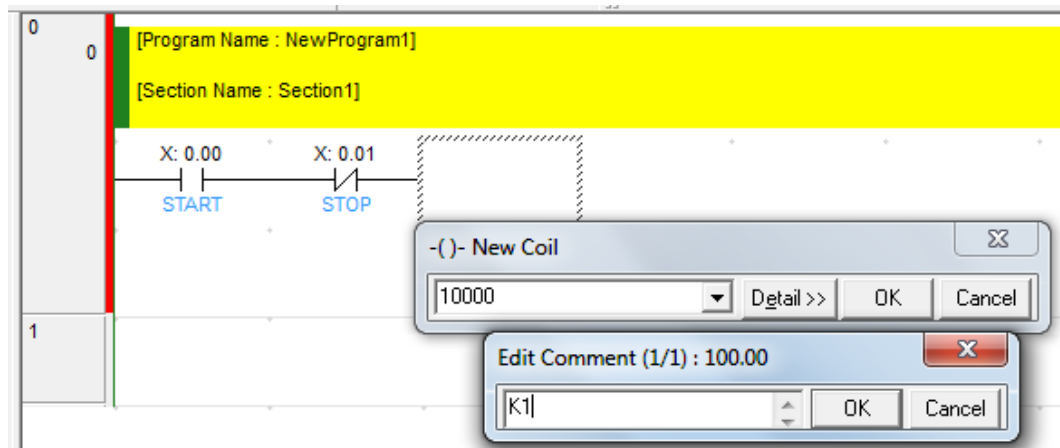 0
0
[Program Name : NewProgram1]
[Section Name : Section1]
X: 0.00 X: 0.01
START STOP
-( )- New Coil
10000 Detail >> OK Cancel
1
Edit Comment (1/1) : 100.00
K1 OK Cancel